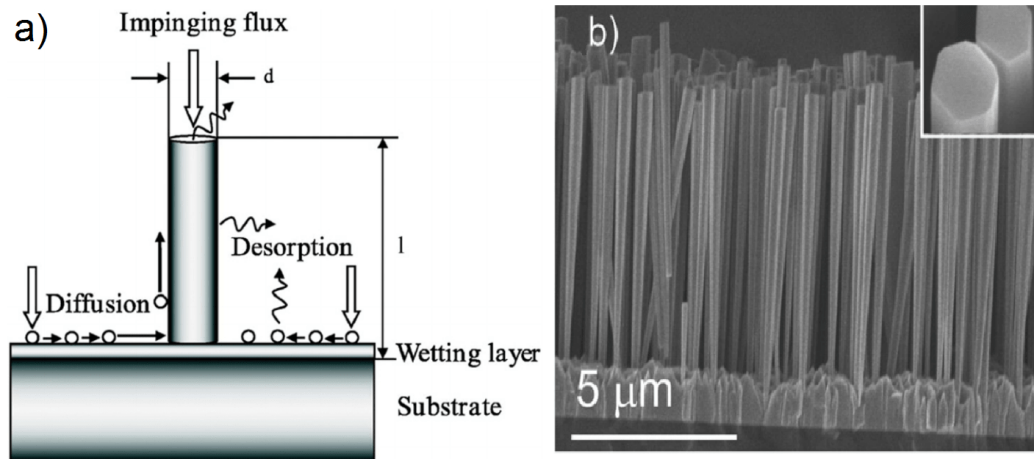 a)
Impinging flux
d
Desorption
l
Diffusion
Wetting layer
Substrate
b)
5 μm